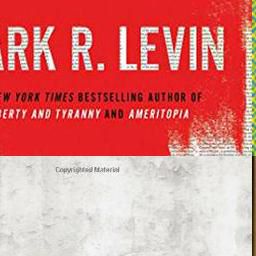 ARK R. LEVIN
EW YORK TIMES BESTSELLING AUTHOR OF
BERTY AND TYRANNY AND AMERITOPIA
Copyrighted Material